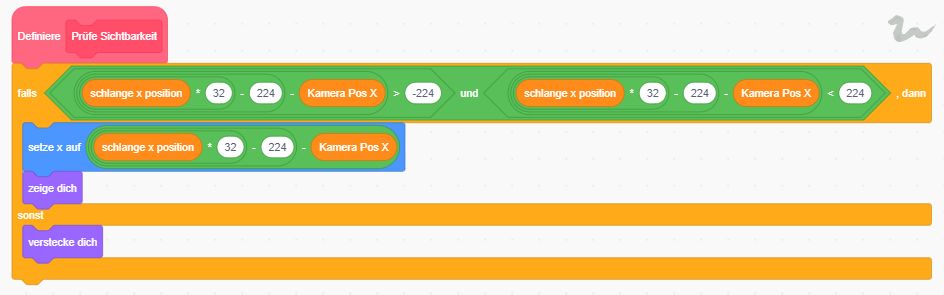 Definiere Prüfe Sichtbarkeit
falls schlange x position * 32 - 224 - Kamera Pos X > -224 und schlange x position * 32 - 224 - Kamera Pos X < 224 , dann
setze x auf schlange x position * 32 - 224 - Kamera Pos X
zeige dich
sonst
verstecke dich